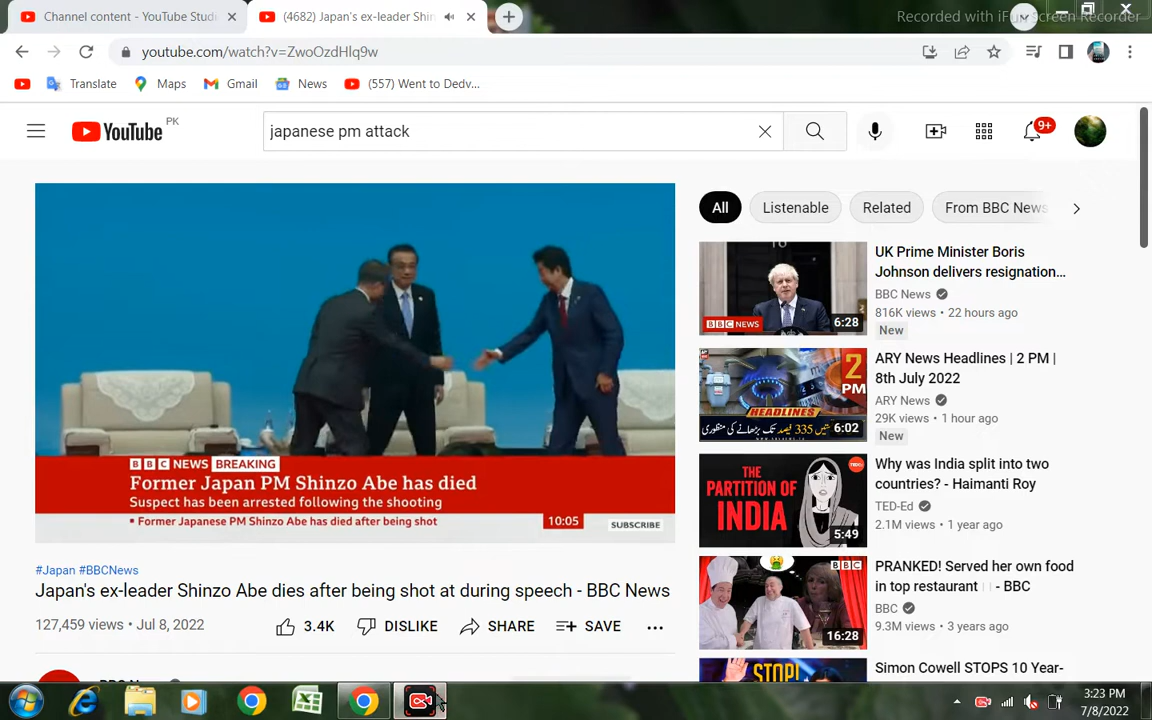 Channel content - YouTube Studi
(4682) Japan's ex-leader Shin
Recorded with iFun Screen Recorder
youtube.com/watch?v=ZwoOzdHlq9w
Translate
Maps
Gmail
News
(557) Went to Dedv...
YouTube PK
japanese pm attack
9+
All
Listenable
Related
From BBC News
BBC NEWS BREAKING
Former Japan PM Shinzo Abe has died
Suspect has been arrested following the shooting
• Former Japanese PM Shinzo Abe has died after being shot
10:05
SUBSCRIBE
#Japan #BBCNews
Japan's ex-leader Shinzo Abe dies after being shot at during speech - BBC News
127,459 views • Jul 8, 2022
3.4K
DISLIKE
SHARE
SAVE
BBC NEWS
6:28
UK Prime Minister Boris
Johnson delivers resignation...
BBC News
816K views • 22 hours ago
New
2
PM
HEADLINES
6:02
ARY News Headlines | 2 PM |
8th July 2022
ARY News
29K views • 1 hour ago
New
THE
PARTITION OF
INDIA
TED-Ed
5:49
Why was India split into two
countries? - Haimanti Roy
TED-Ed
2.1M views • 1 year ago
BBC
16:28
PRANKED! Served her own food
in top restaurant - BBC
BBC
9.3M views • 3 years ago
STOP!
Simon Cowell STOPS 10 Year-
3:23 PM
7/8/2022